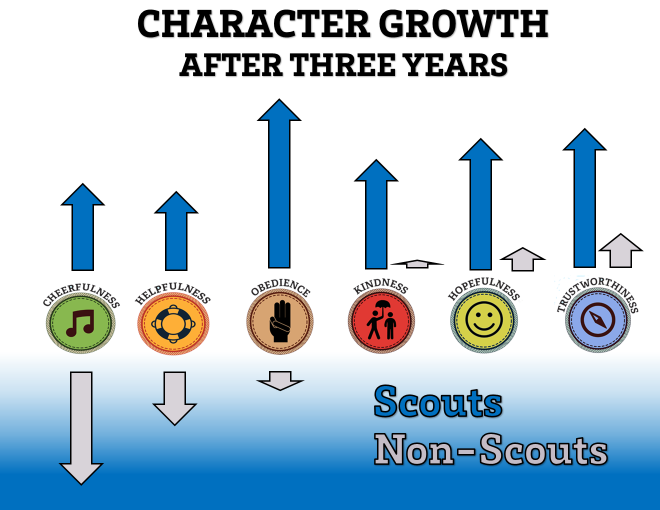 CHARACTER GROWTH
AFTER THREE YEARS
CHEERFULNESS
HELPFULNESS
OBEDIENCE
KINDNESS
HOPEFULNESS
TRUSTWORTHINESS
Scouts
Non-Scouts